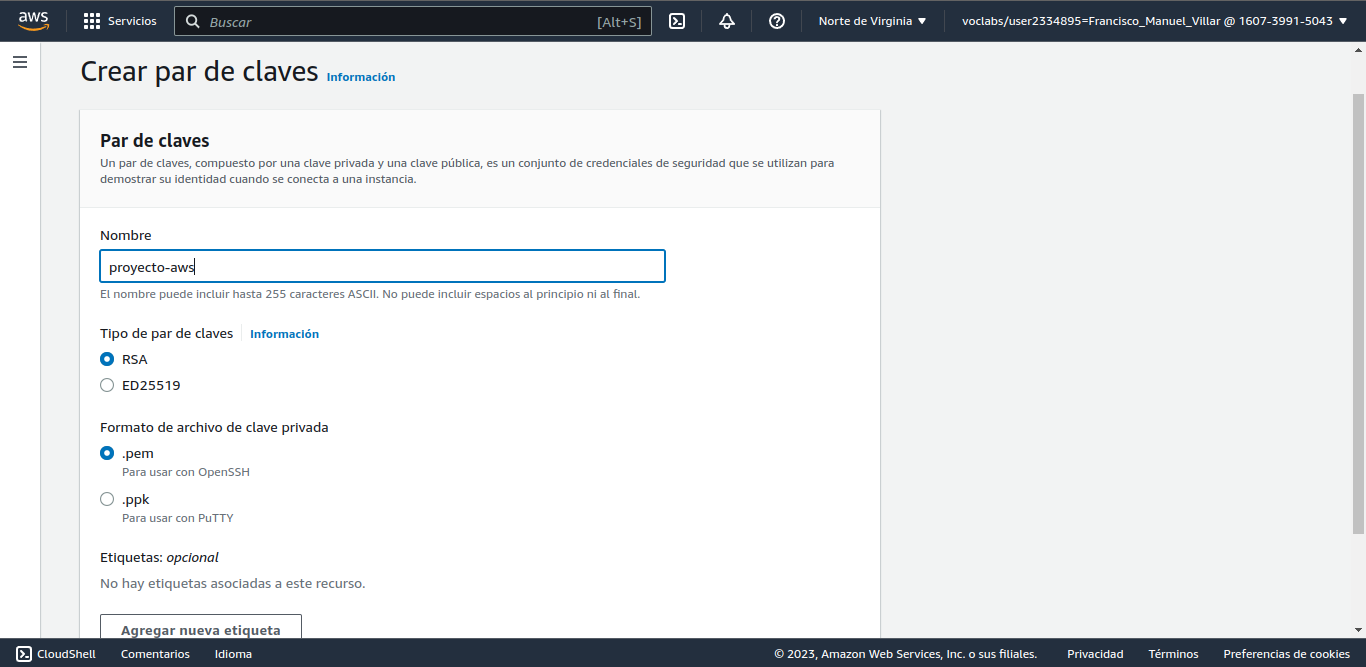 aws
Servicios
Buscar
[Alt+S]
Norte de Virginia
voclabs/user2334895=Francisco_Manuel_Villar @ 1607-3991-5043
Crear par de claves Información
Par de claves
Un par de claves, compuesto por una clave privada y una clave pública, es un conjunto de credenciales de seguridad que se utilizan para
demostrar su identidad cuando se conecta a una instancia.
Nombre
proyecto-aws
El nombre puede incluir hasta 255 caracteres ASCII. No puede incluir espacios al principio ni al final.
Tipo de par de claves Información
RSA
ED25519
Formato de archivo de clave privada
.pem
Para usar con OpenSSH
.ppk
Para usar con PuTTY
Etiquetas: opcional
No hay etiquetas asociadas a este recurso.
Agregar nueva etiqueta
CloudShell
Comentarios
Idioma
© 2023, Amazon Web Services, Inc. o sus filiales.
Privacidad
Términos
Preferencias de cookies